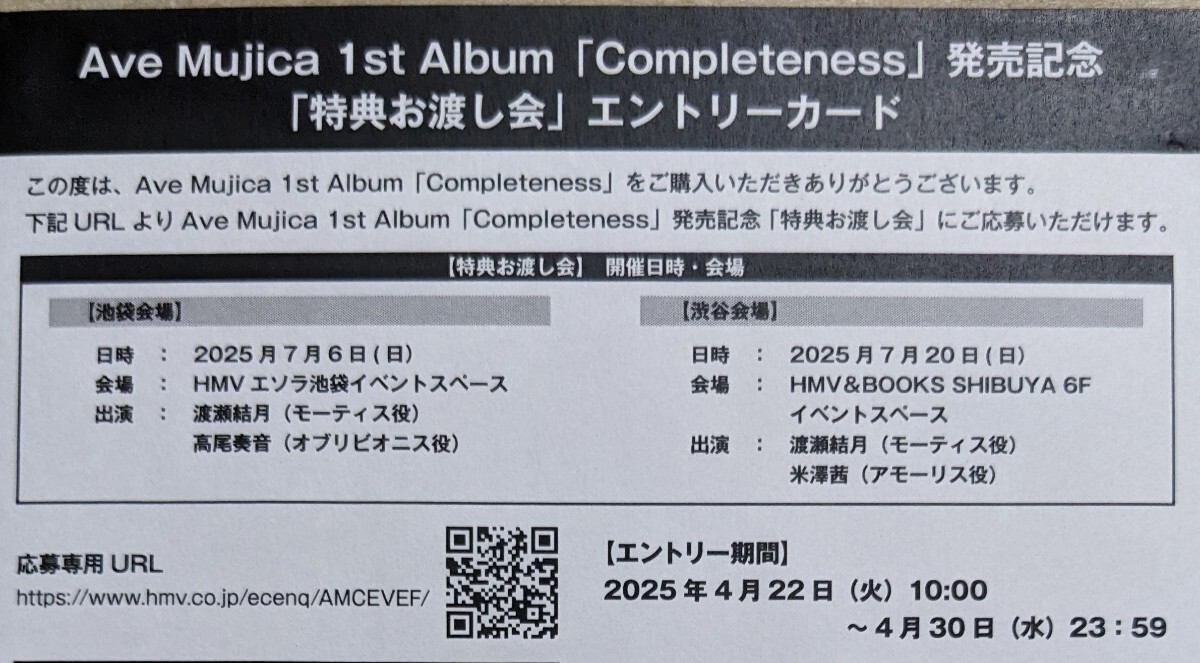 Ave Mujica 1st Album「Completeness」発売記念
「特典お渡し会」エントリーカード
この度は、Ave Mujica 1st Album「Completeness」をご購入いただきありがとうございます。
下記 URL より Ave Mujica 1st Album「Completeness」発売記念「特典お渡し会」にご応募いただけます。
【特典お渡し会】 開催日時・会場
【池袋会場】
日時 : 2025月7月6日(日)
会場 : HMV エソラ池袋イベントスペース
出演 : 渡瀬結月（モーティス役）
高尾奏音（オブリビオニス役）
【渋谷会場】
日時 : 2025月7月20日(日)
会場 : HMV&BOOKS SHIBUYA 6F
イベントスペース
出演 : 渡瀬結月（モーティス役）
米澤茜（アモーリス役）
応募専用 URL
https://www.hmv.co.jp/ecenq/AMCEVEF/
【エントリー期間】
2025年4月22日（火）10:00
～4月30日（水）23：59